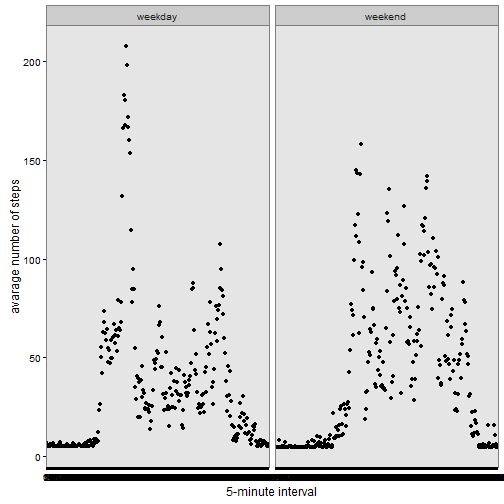 weekday
weekend
avarage number of steps
200
150
100
50
0
5-minute interval